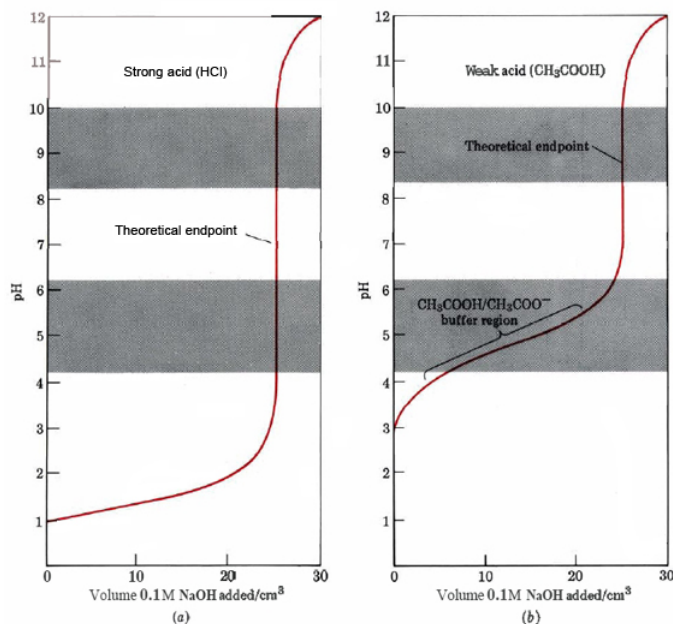 12
11
10
9
8
7
6
5
4
3
2
1
pH
Strong acid (HCl)
Theoretical endpoint
0
10
20
30
Volume 0.1M NaOH added/cm³
(a)
12
11
10
9
8
7
6
5
4
3
2
1
pH
Weak acid (CH₃COOH)
Theoretical endpoint
CH₃COOH/CH₃COO⁻
buffer region
0
10
20
30
Volume 0.1M NaOH added/cm³
(b)